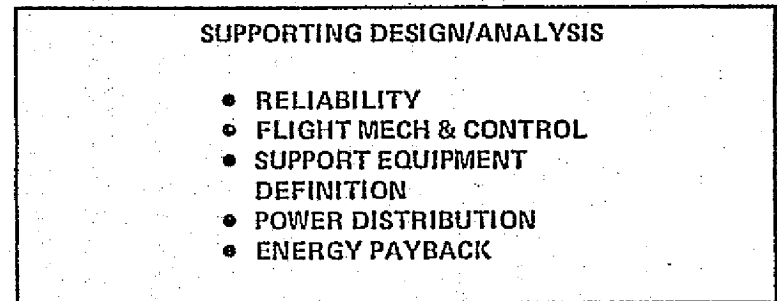 SUPPORTING DESIGN/ANALYSIS
• RELIABILITY
• FLIGHT MECH & CONTROL
• SUPPORT EQUIPMENT
DEFINITION
• POWER DISTRIBUTION
• ENERGY PAYBACK